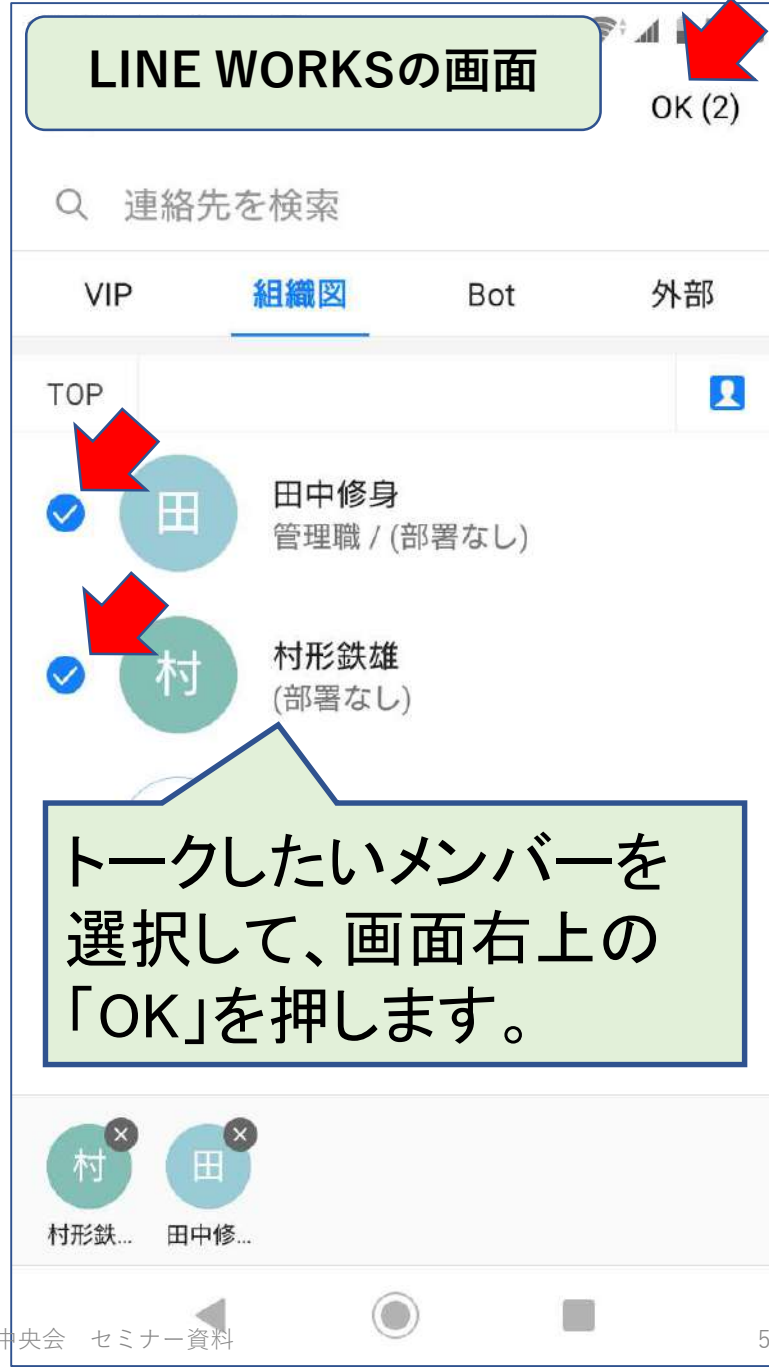 LINE WORKSの画面
OK (2)
連絡先を検索
VIP 組織図 Bot 外部
TOP
田 田中修身
管理職 / (部署なし)
村 村形鉄雄
(部署なし)
トークしたいメンバーを
選択して、画面右上の
「OK」を押します。
村 田
村形鉄... 田中修...
中央会 セミナー資料 5